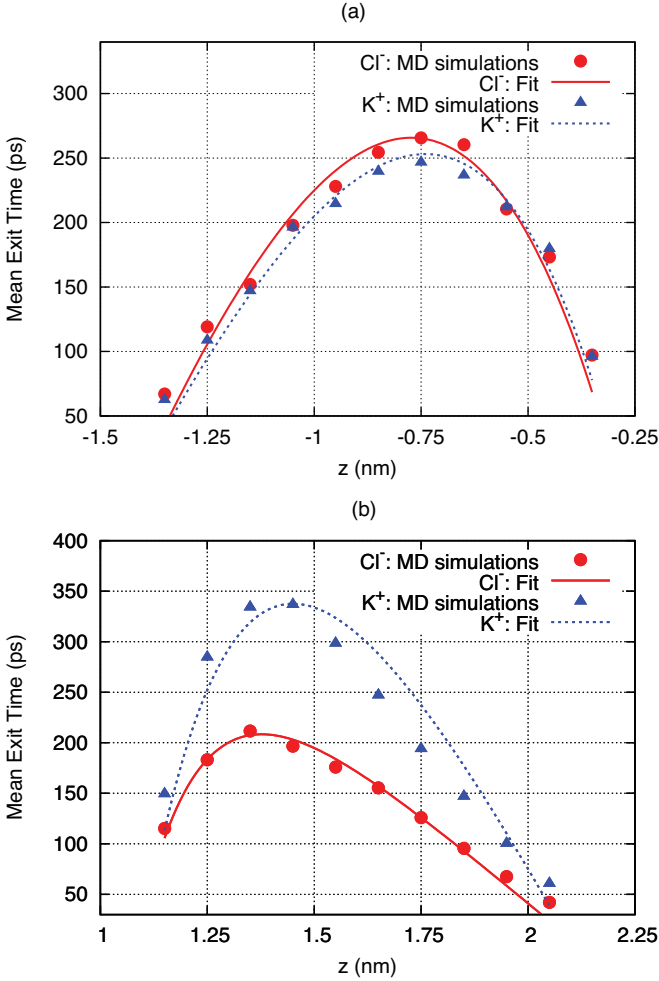 (a)
Mean Exit Time (ps)
350
300
250
200
150
100
50
Cl⁻: MD simulations
Cl⁻: Fit
K⁺: MD simulations
K⁺: Fit
-1.5 -1.25 -1 -0.75 -0.5 -0.25
z (nm)
(b)
Mean Exit Time (ps)
400
350
300
250
200
150
100
50
Cl⁻: MD simulations
Cl⁻: Fit
K⁺: MD simulations
K⁺: Fit
1 1.25 1.5 1.75 2 2.25
z (nm)